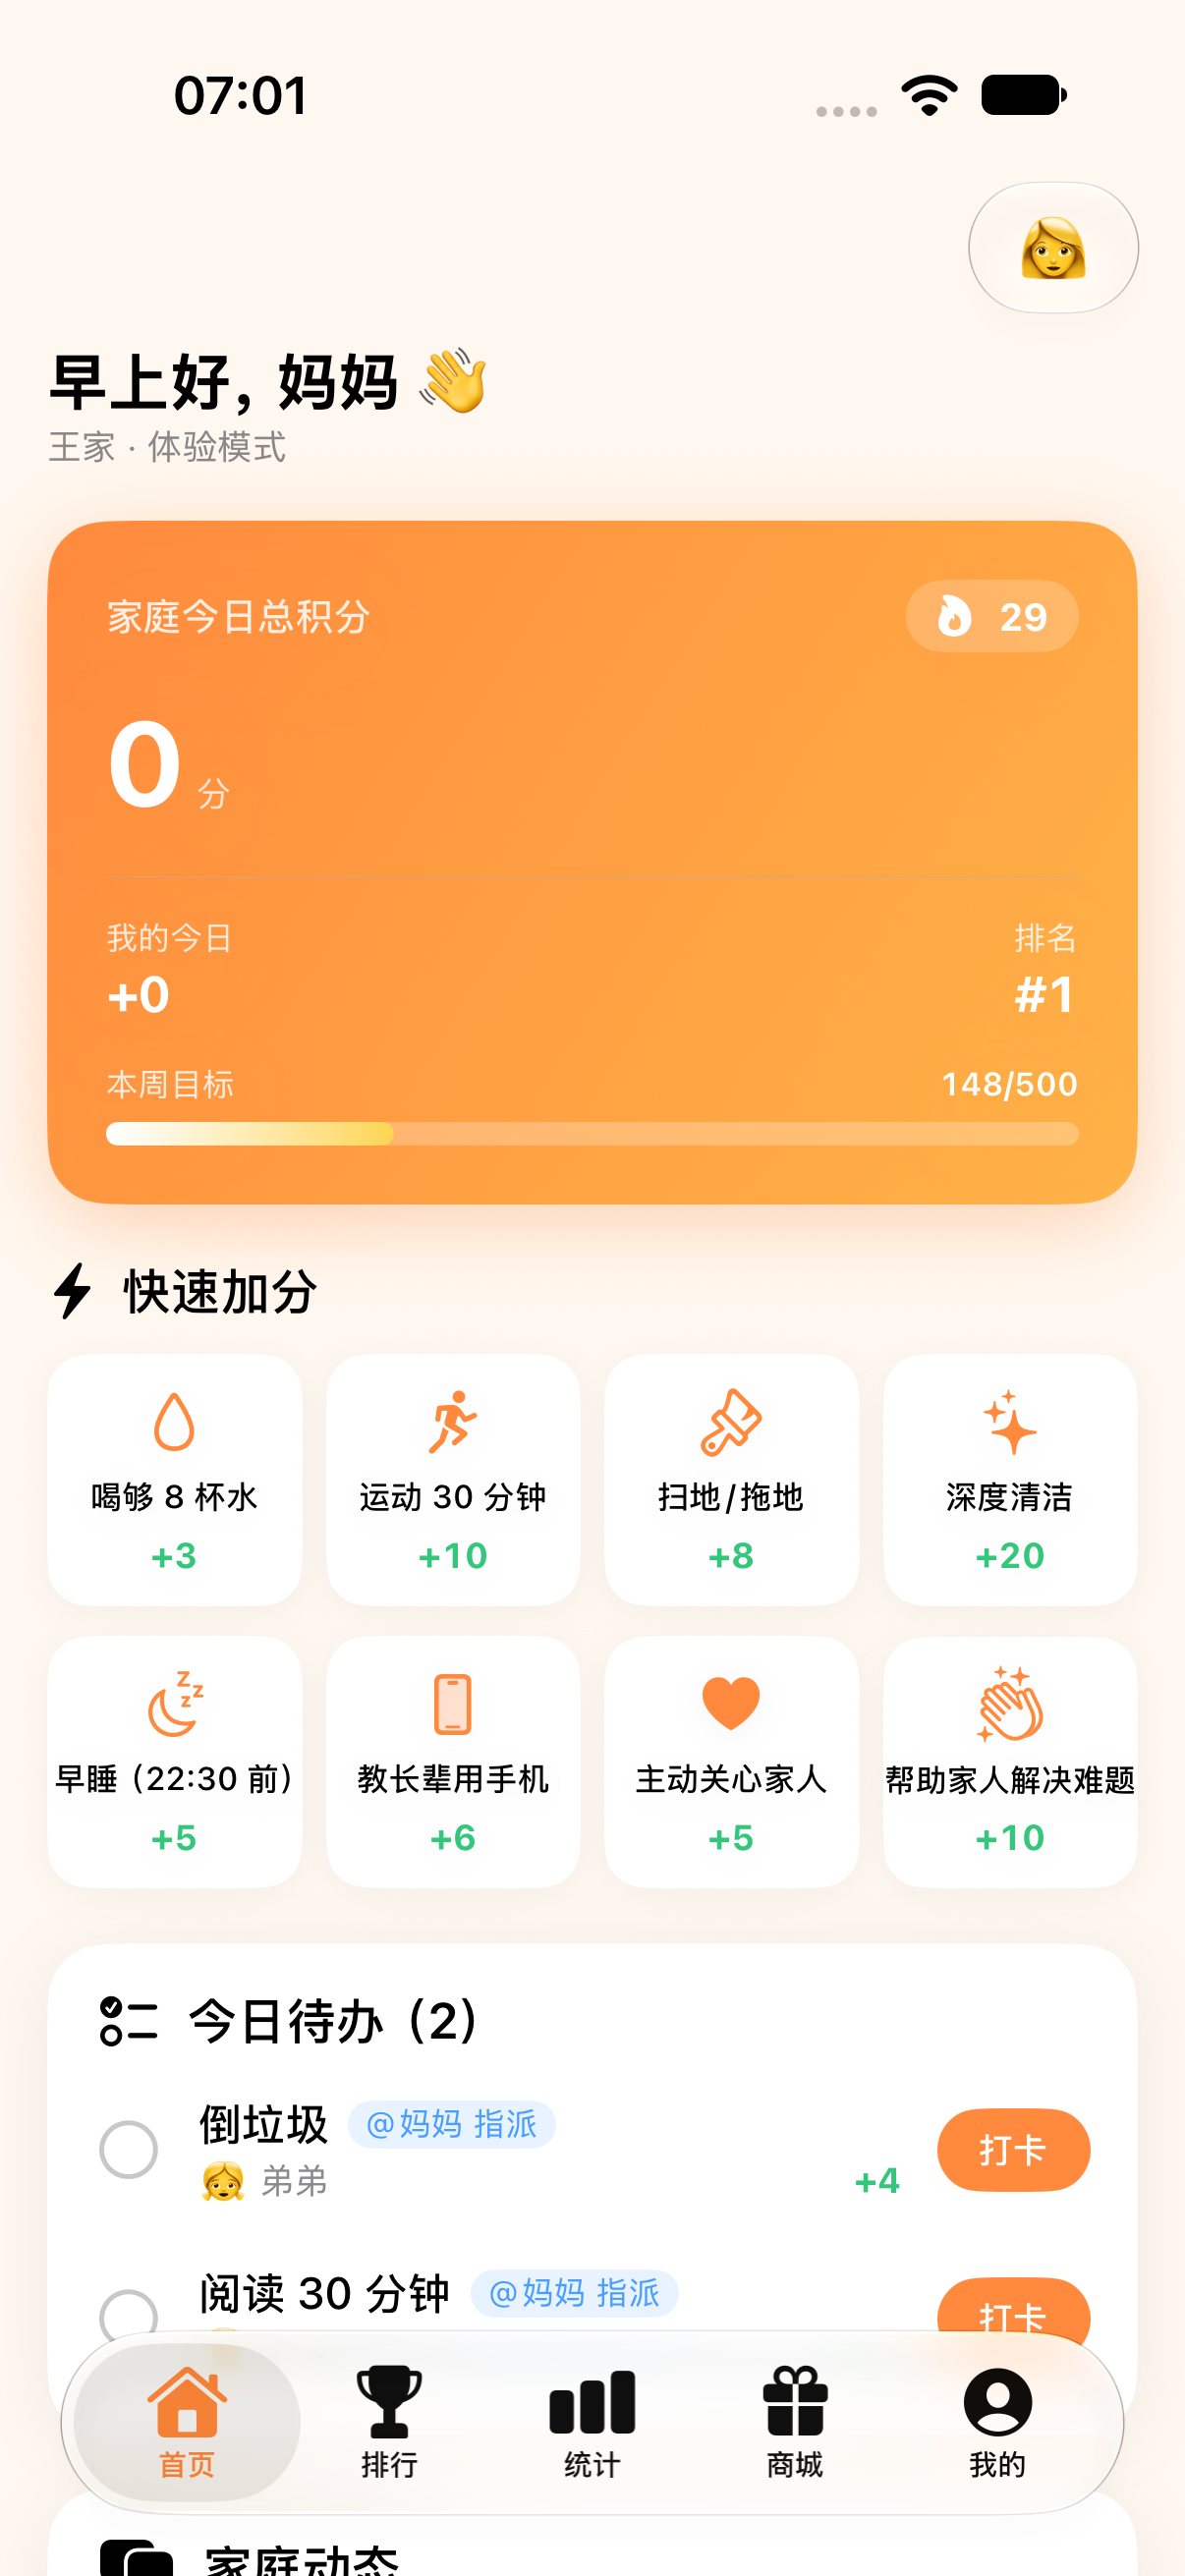 07:01
早上好，妈妈 👋
王家 · 体验模式
家庭今日总积分
29
0 分
我的今日
排名
+0
#1
本周目标
148/500
快速加分
喝够 8 杯水
+3
运动 30 分钟
+10
扫地/拖地
+8
深度清洁
+20
早睡（22:30 前）
+5
教长辈用手机
+6
主动关心家人
+5
帮助家人解决难题
+10
今日待办（2）
倒垃圾 @妈妈 指派
👧 弟弟
+4
打卡
阅读 30 分钟 @妈妈 指派
打卡
首页
排行
统计
商城
我的
家庭动态